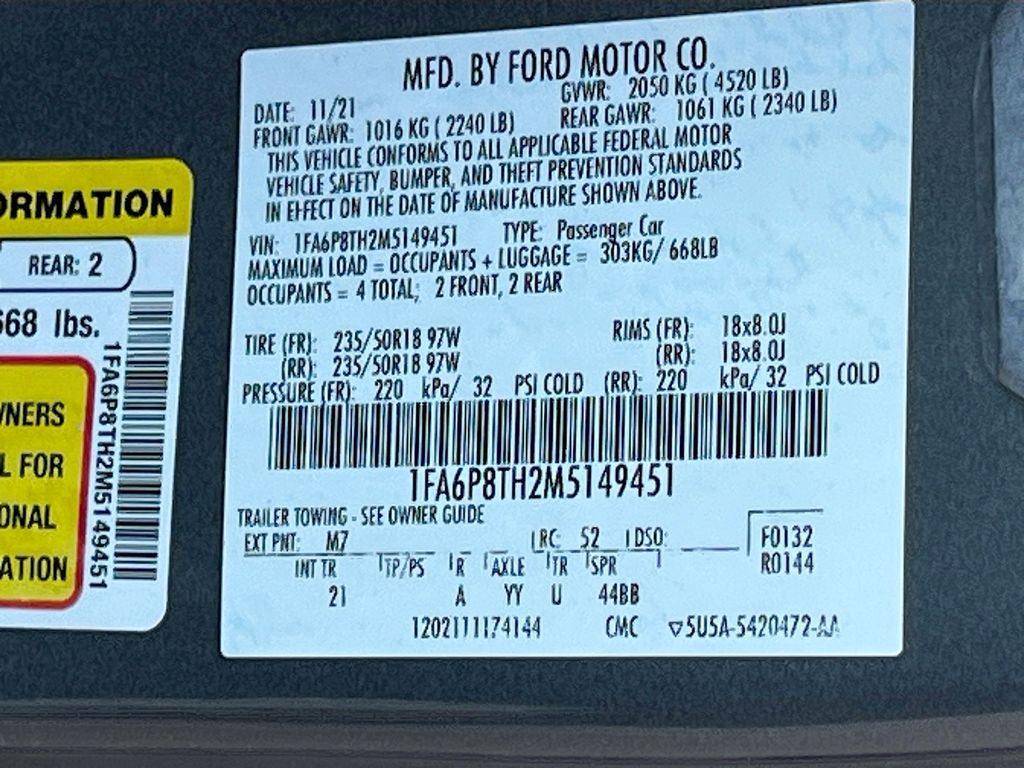 MFD. BY FORD MOTOR CO.
DATE: 11/21 GVWR: 2050 KG ( 4520 LB)
FRONT GAWR: 1016 KG ( 2240 LB) REAR GAWR: 1061 KG ( 2340 LB)
THIS VEHICLE CONFORMS TO ALL APPLICABLE FEDERAL MOTOR
VEHICLE SAFETY, BUMPER, AND THEFT PREVENTION STANDARDS
IN EFFECT ON THE DATE OF MANUFACTURE SHOWN ABOVE.
VIN: 1FA6P8TH2M5149451 TYPE: Passenger Car
MAXIMUM LOAD = OCCUPANTS + LUGGAGE = 303KG/ 668LB
OCCUPANTS = 4 TOTAL; 2 FRONT, 2 REAR
TIRE (FR): 235/50R18 97W RIMS (FR): 18x8.0J
(RR): 235/50R18 97W (RR): 18x8.0J
PRESSURE (FR): 220 kPa/ 32 PSI COLD (RR): 220 kPa/ 32 PSI COLD
1FA6P8TH2M5149451
TRAILER TOWING - SEE OWNER GUIDE
EXT PNT: M7 RC: 52 DSO: F0132
INT TR TP/PS R AXLE TR SPR R0144
21 A YY U 44BB
1202111174144 CMC ▽5U5A-5420472-AA
ORMATION
REAR: 2
668 lbs.
WNERS
L FOR
ONAL
ATION
1FA6P8TH2M5149451